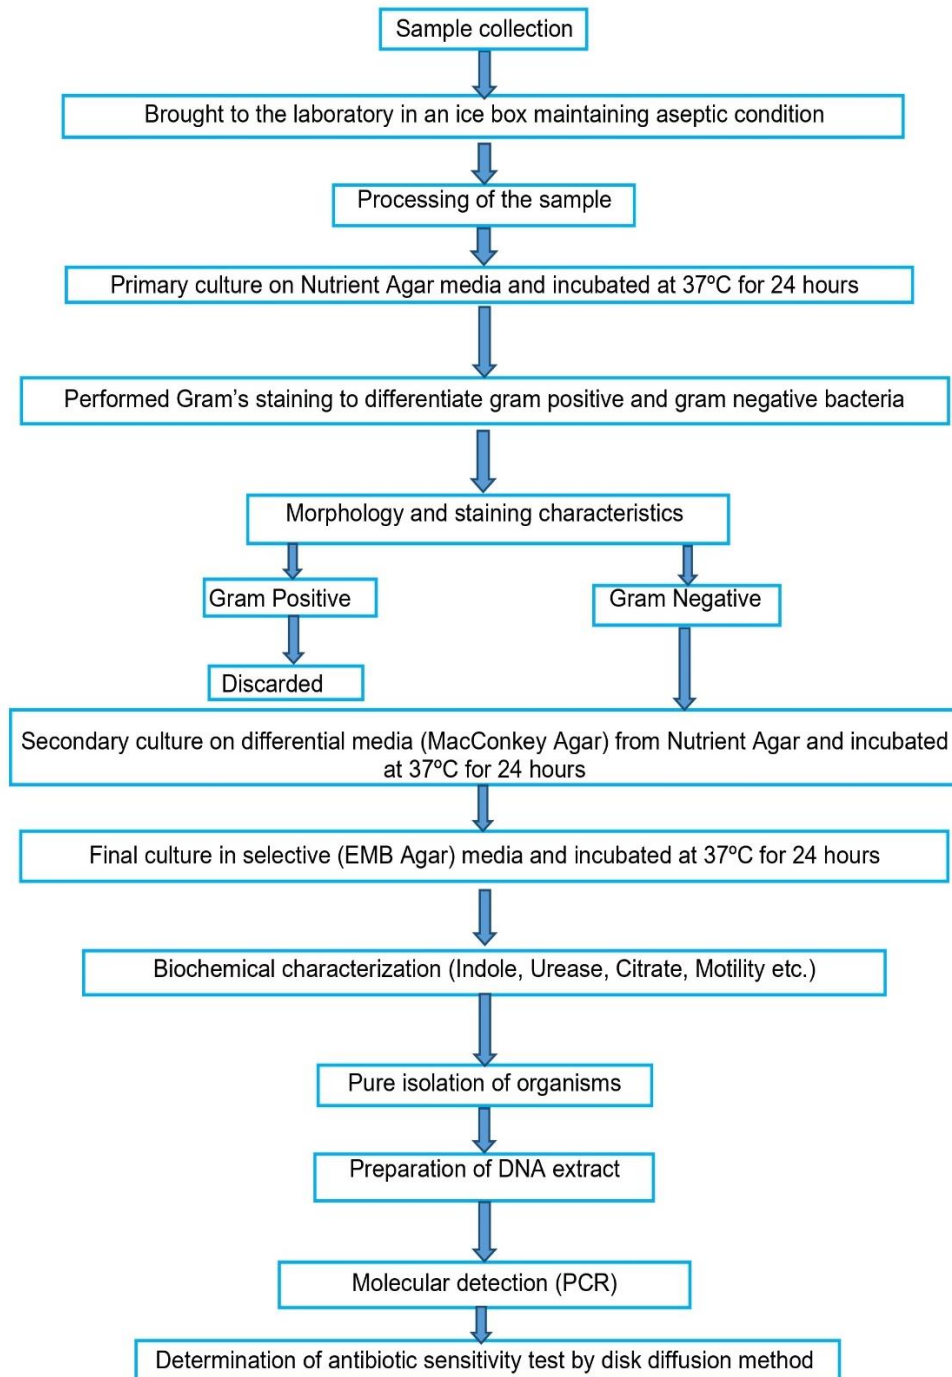 Sample collection
Brought to the laboratory in an ice box maintaining aseptic condition
Processing of the sample
Primary culture on Nutrient Agar media and incubated at 37ºC for 24 hours
Performed Gram’s staining to differentiate gram positive and gram negative bacteria
Morphology and staining characteristics
Gram Positive
Gram Negative
Discarded
Secondary culture on differential media (MacConkey Agar) from Nutrient Agar and incubated
at 37ºC for 24 hours
Final culture in selective (EMB Agar) media and incubated at 37ºC for 24 hours
Biochemical characterization (Indole, Urease, Citrate, Motility etc.)
Pure isolation of organisms
Preparation of DNA extract
Molecular detection (PCR)
Determination of antibiotic sensitivity test by disk diffusion method